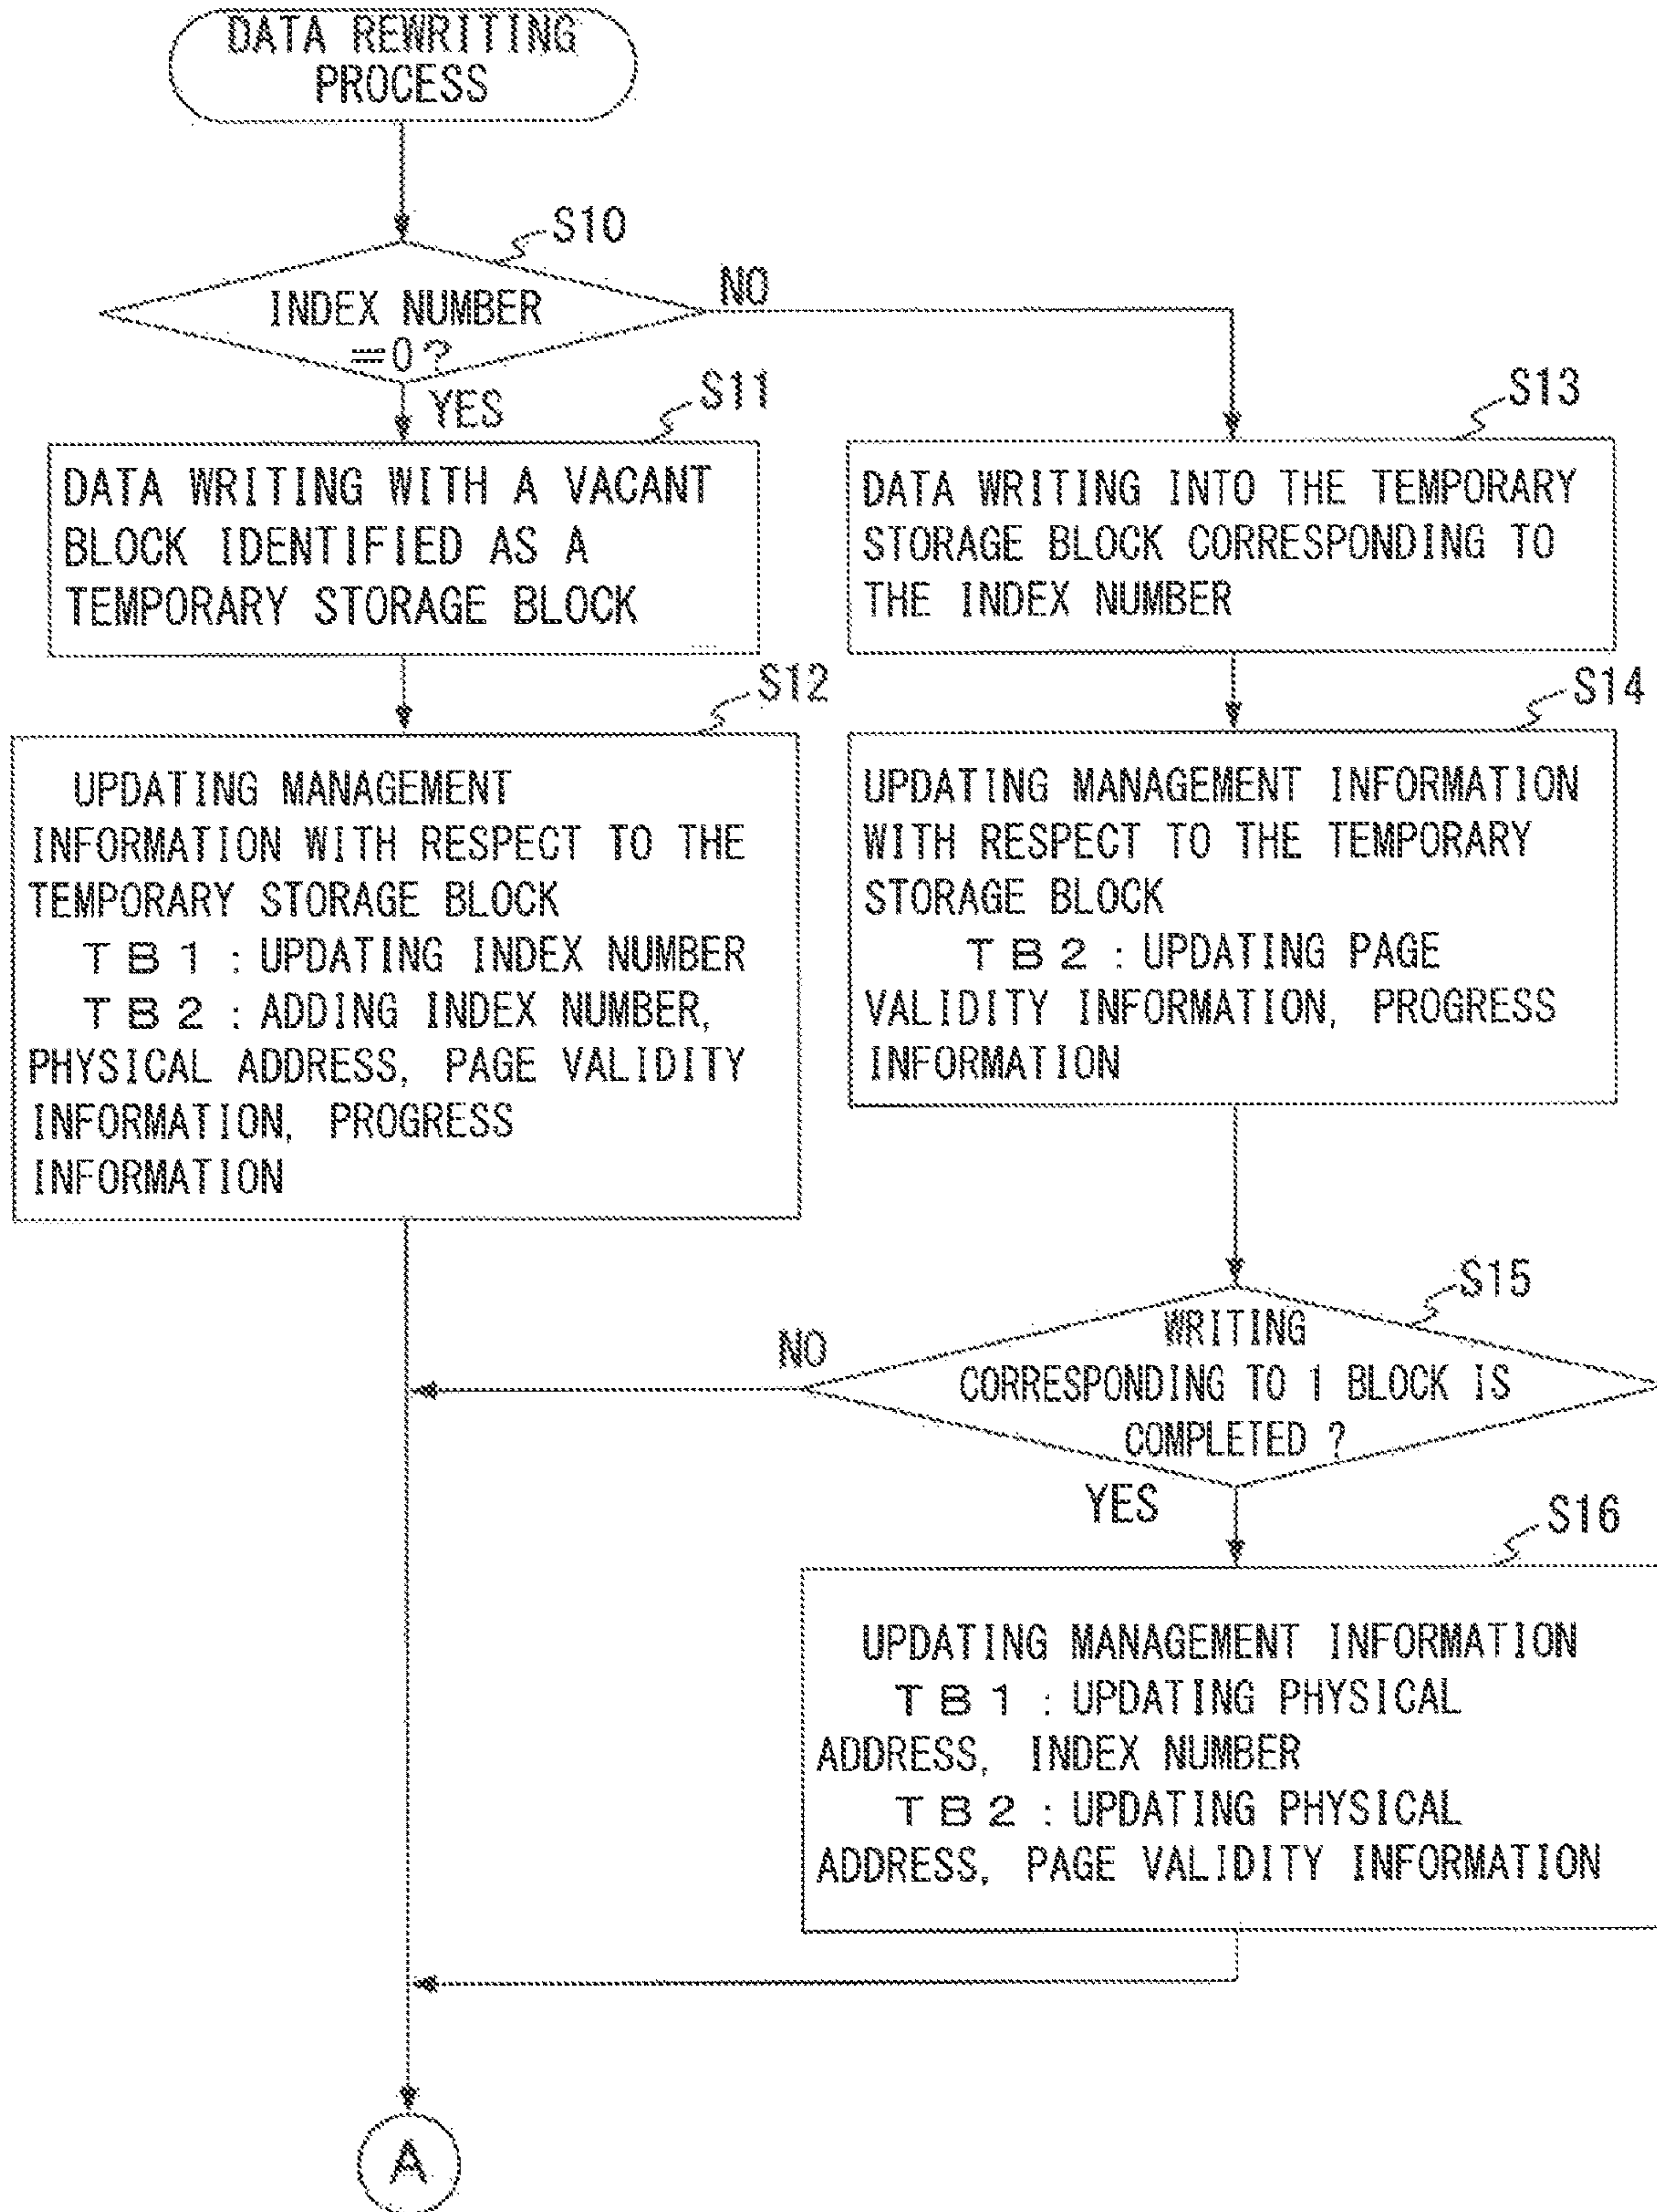 DATA REWRITING
PROCESS
S10
INDEX NUMBER
=0?
NO
YES
S11
DATA WRITING WITH A VACANT
BLOCK IDENTIFIED AS A
TEMPORARY STORAGE BLOCK
S13
DATA WRITING INTO THE TEMPORARY
STORAGE BLOCK CORRESPONDING TO
THE INDEX NUMBER
S12
UPDATING MANAGEMENT
INFORMATION WITH RESPECT TO THE
TEMPORARY STORAGE BLOCK
TB1 : UPDATING INDEX NUMBER
TB2 : ADDING INDEX NUMBER,
PHYSICAL ADDRESS, PAGE VALIDITY
INFORMATION, PROGRESS
INFORMATION
S14
UPDATING MANAGEMENT INFORMATION
WITH RESPECT TO THE TEMPORARY
STORAGE BLOCK
TB2 : UPDATING PAGE
VALIDITY INFORMATION, PROGRESS
INFORMATION
S15
WRITING
CORRESPONDING TO 1 BLOCK IS
COMPLETED ?
NO
YES
S16
UPDATING MANAGEMENT INFORMATION
TB1 : UPDATING PHYSICAL
ADDRESS, INDEX NUMBER
TB2 : UPDATING PHYSICAL
ADDRESS, PAGE VALIDITY INFORMATION
A